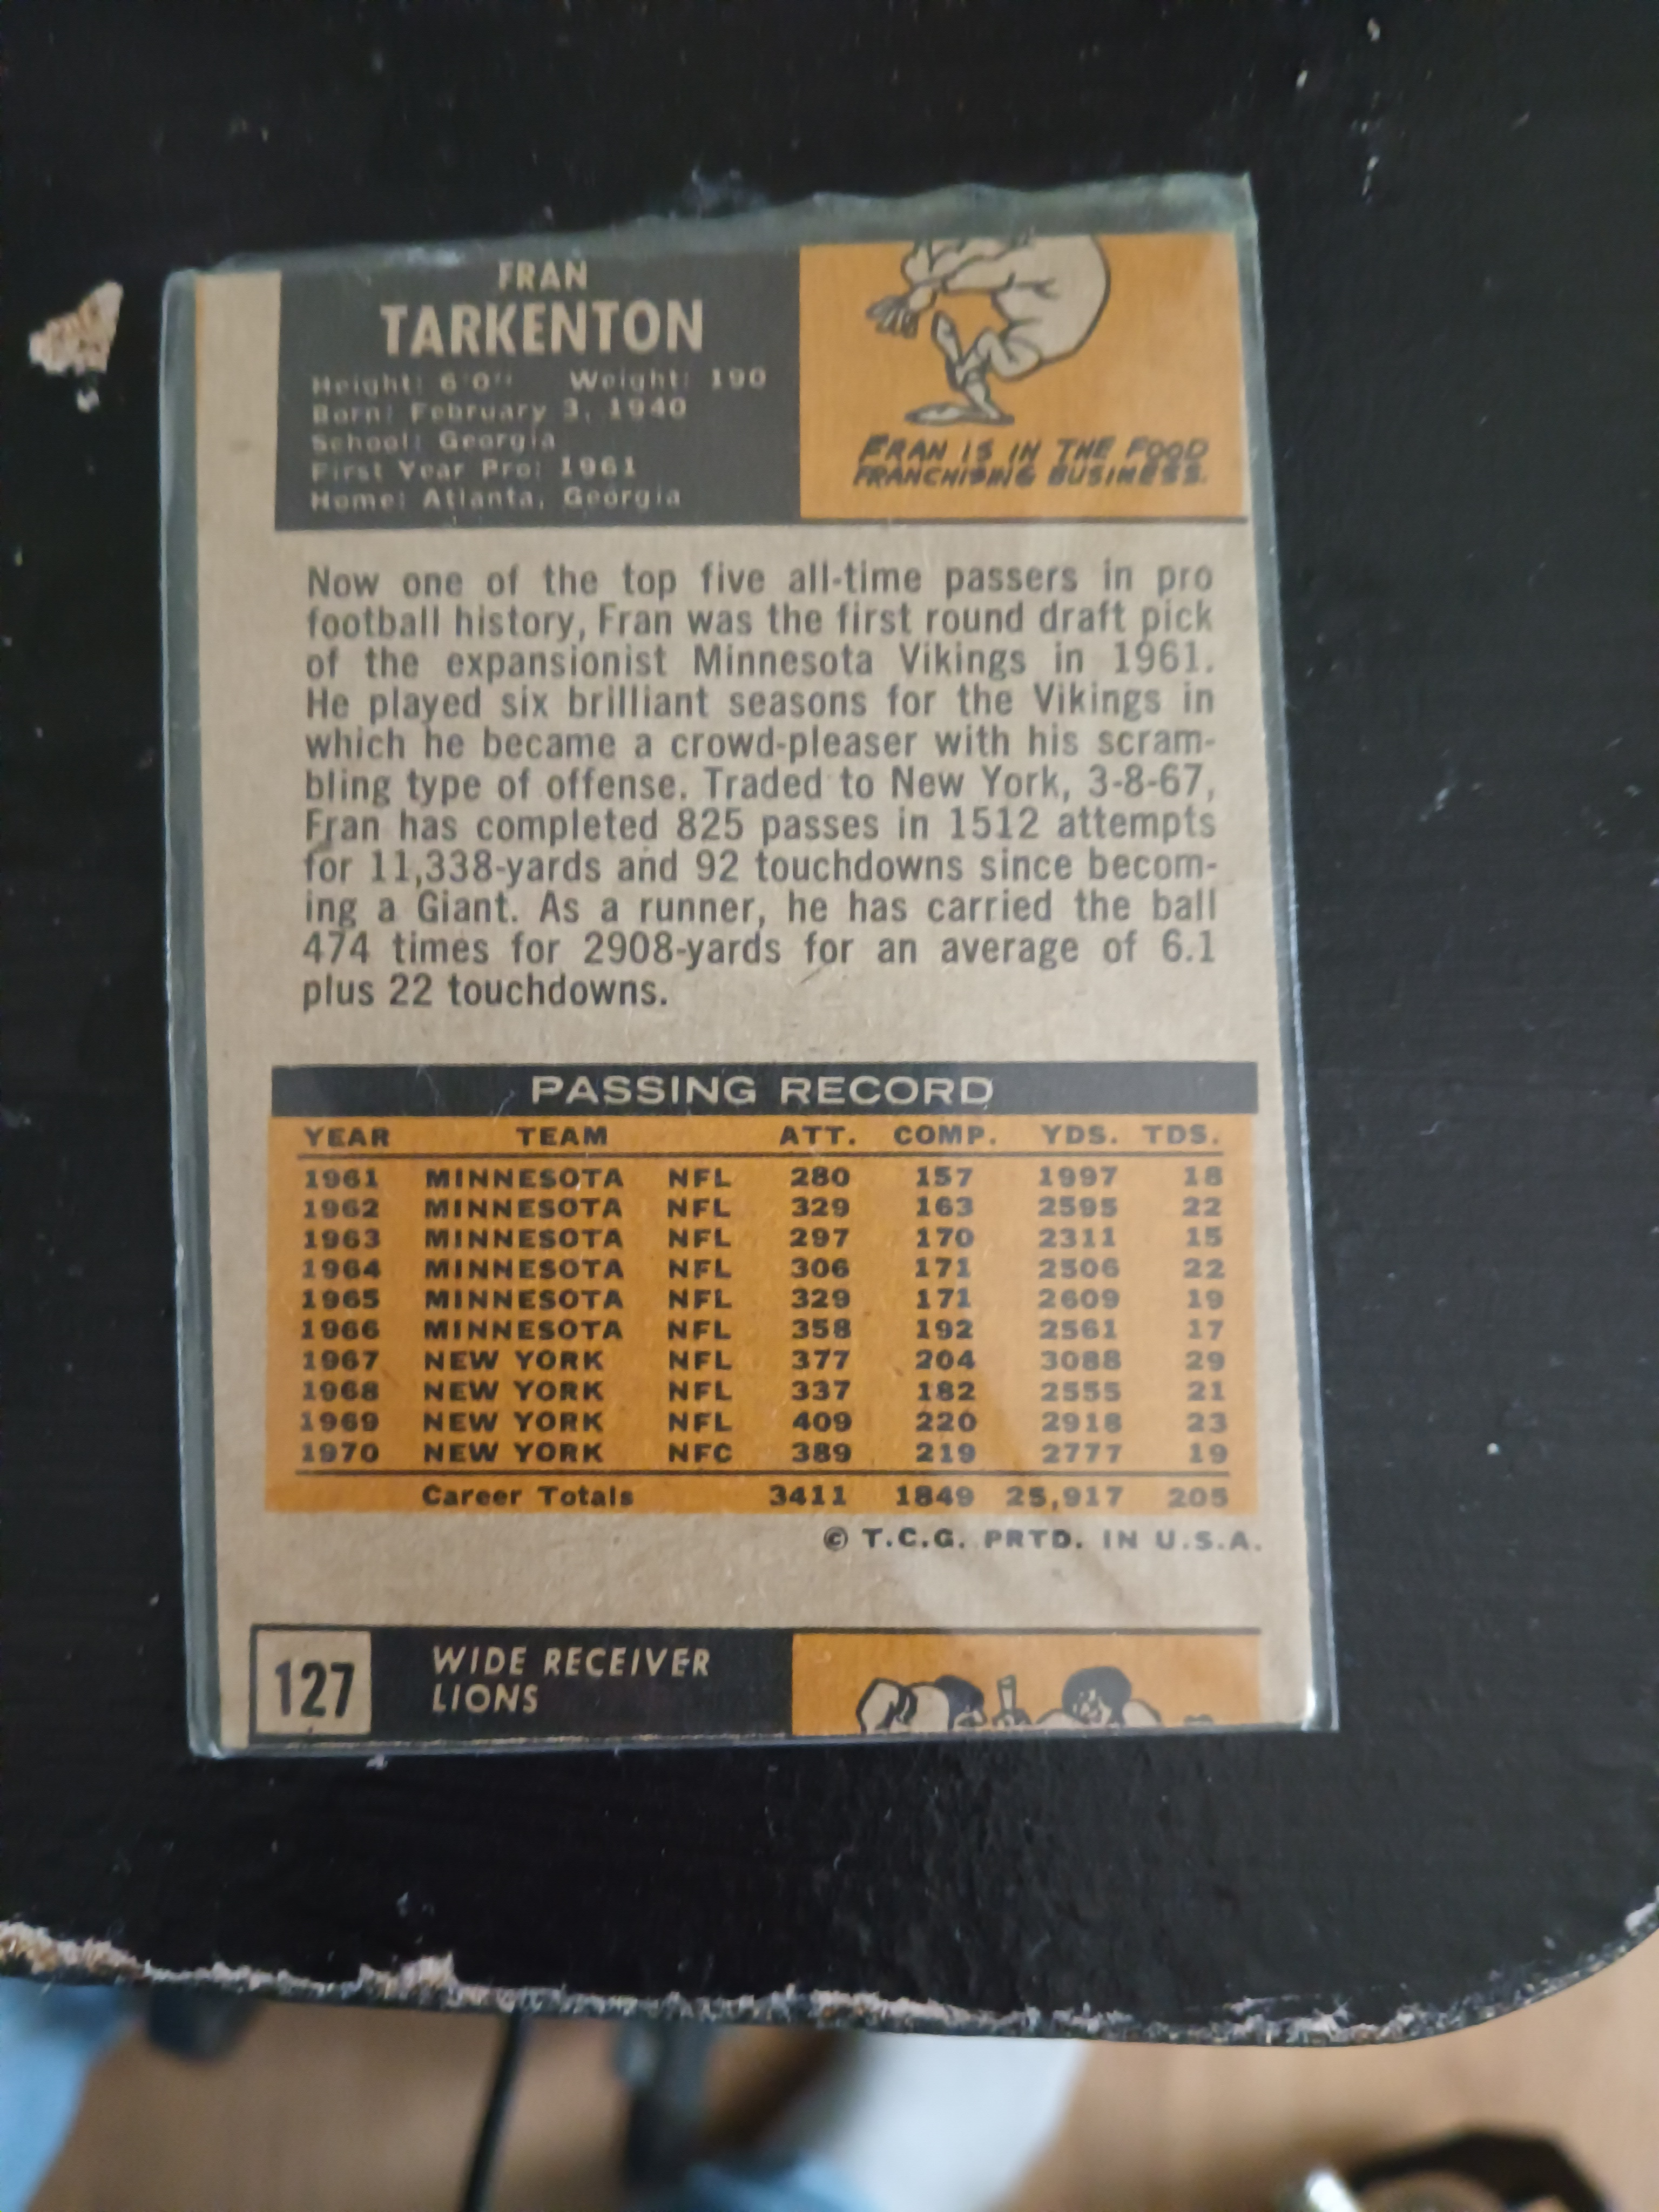 FRAN
TARKENTON
Height: 6'0" Weight: 190
Born: February 3, 1940
School: Georgia
First Year Pro: 1961
Home: Atlanta, Georgia
FRAN IS IN THE FOOD
FRANCHISING BUSINESS.
Now one of the top five all-time passers in pro
football history, Fran was the first round draft pick
of the expansionist Minnesota Vikings in 1961.
He played six brilliant seasons for the Vikings in
which he became a crowd-pleaser with his scram-
bling type of offense. Traded to New York, 3-8-67,
Fran has completed 825 passes in 1512 attempts
for 11,338-yards and 92 touchdowns since becom-
ing a Giant. As a runner, he has carried the ball
474 times for 2908-yards for an average of 6.1
plus 22 touchdowns.
PASSING RECORD
YEAR TEAM ATT. COMP. YDS. TDS.
1961 MINNESOTA NFL 280 157 1997 18
1962 MINNESOTA NFL 329 163 2595 22
1963 MINNESOTA NFL 297 170 2311 15
1964 MINNESOTA NFL 306 171 2506 22
1965 MINNESOTA NFL 329 171 2609 19
1966 MINNESOTA NFL 358 192 2561 17
1967 NEW YORK NFL 377 204 3088 29
1968 NEW YORK NFL 337 182 2555 21
1969 NEW YORK NFL 409 220 2918 23
1970 NEW YORK NFC 389 219 2777 19
Career Totals 3411 1849 25,917 205
© T.C.G. PRTD. IN U.S.A.
127 WIDE RECEIVER
LIONS